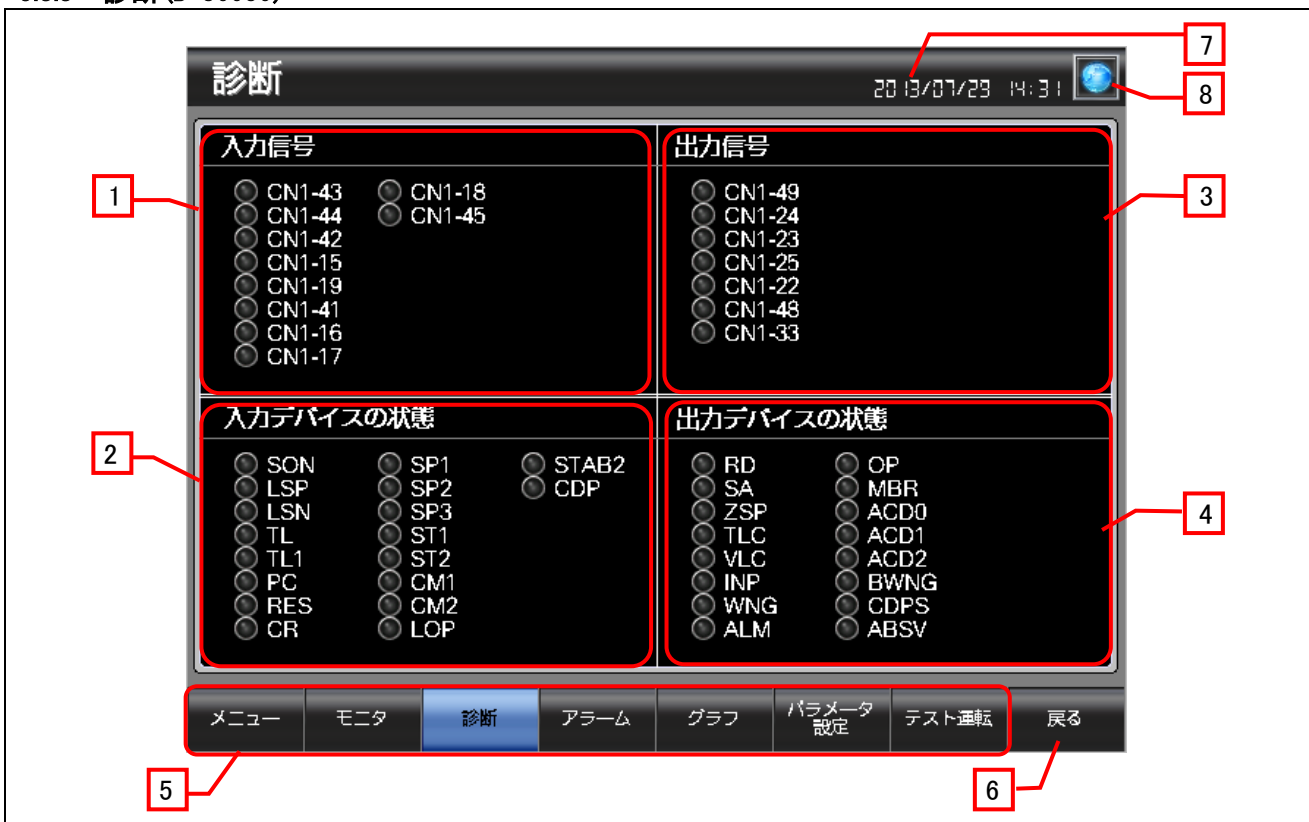 診断
2013/07/29 14:31
7
8
入力信号
CN1-43 CN1-18
CN1-44 CN1-45
CN1-42
CN1-15
CN1-19
CN1-41
CN1-16
CN1-17
1
出力信号
CN1-49
CN1-24
CN1-23
CN1-25
CN1-22
CN1-48
CN1-33
3
入力デバイスの状態
SON SP1 STAB2
LSP SP2 CDP
LSN SP3
TL ST1
TL1 ST2
PC CM1
RES CM2
CR LOP
2
出力デバイスの状態
RD OP
SA MBR
ZSP ACD0
TLC ACD1
VLC ACD2
INP BWNG
WNG CDPS
ALM ABSV
4
メニュー モニタ 診断 アラーム グラフ パラメータ設定 テスト運転 戻る
5
6